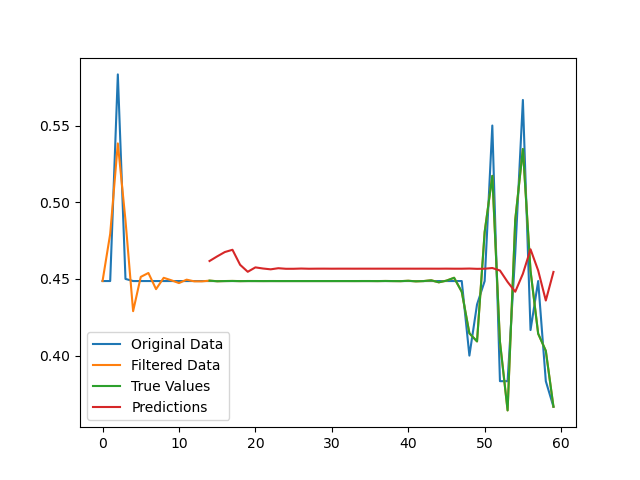 0.55
0.50
0.45
0.40
Original Data
Filtered Data
True Values
Predictions
0 10 20 30 40 50 60